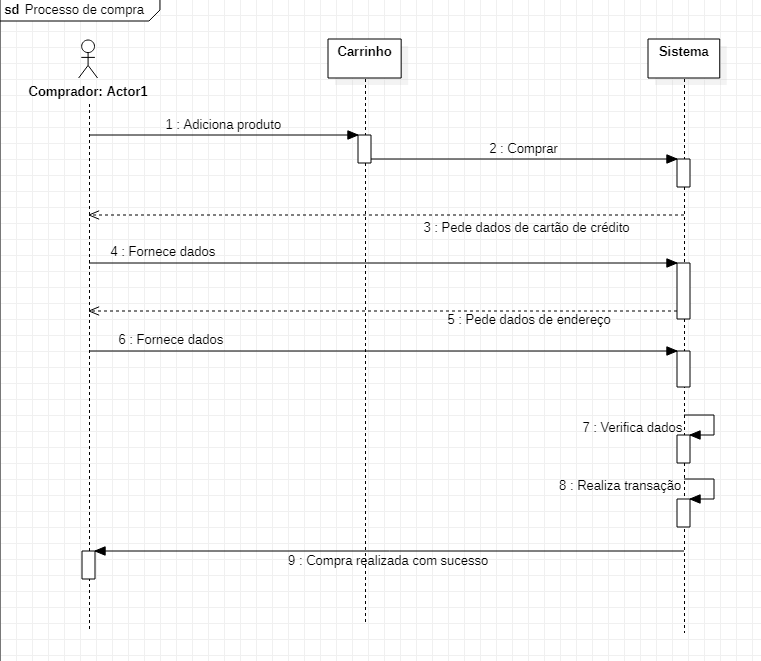 sd Processo de compra
Carrinho
Sistema
Comprador: Actor1
1 : Adiciona produto
2 : Comprar
3 : Pede dados de cartão de crédito
4 : Fornece dados
5 : Pede dados de endereço
6 : Fornece dados
7 : Verifica dados
8 : Realiza transação
9 : Compra realizada com sucesso